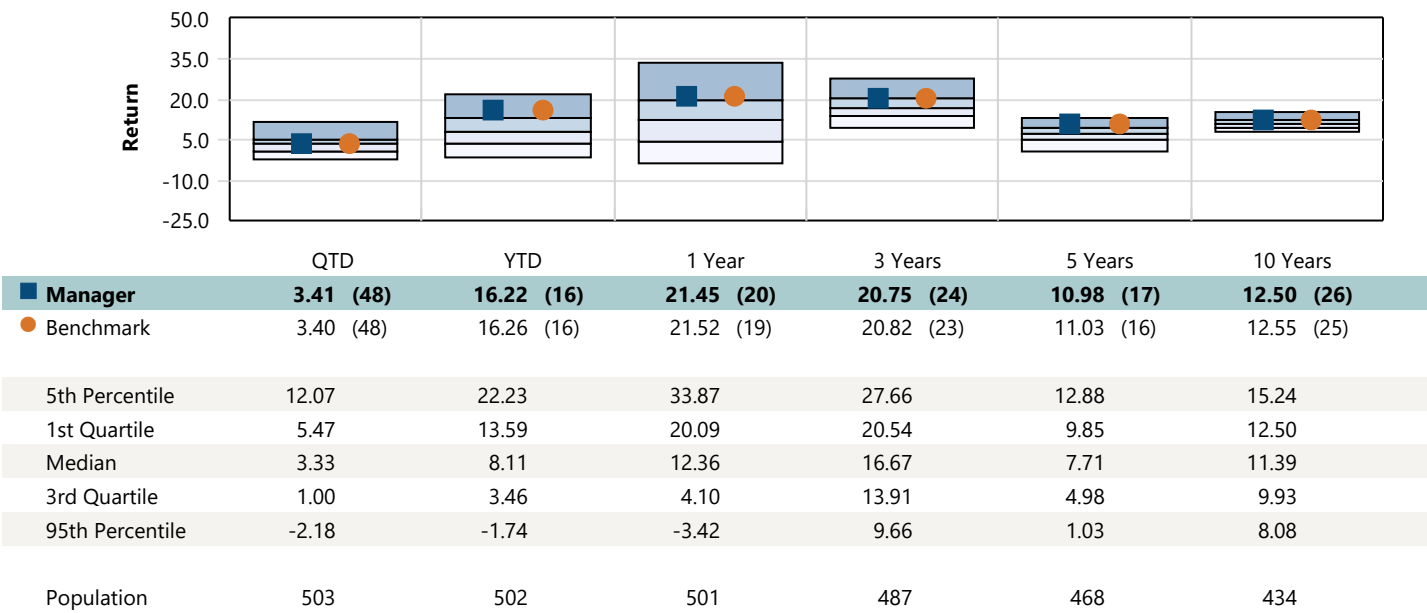 50.0
35.0
20.0
5.0
-10.0
-25.0
Return
QTD YTD 1 Year 3 Years 5 Years 10 Years
Manager 3.41 (48) 16.22 (16) 21.45 (20) 20.75 (24) 10.98 (17) 12.50 (26)
Benchmark 3.40 (48) 16.26 (16) 21.52 (19) 20.82 (23) 11.03 (16) 12.55 (25)
5th Percentile 12.07 22.23 33.87 27.66 12.88 15.24
1st Quartile 5.47 13.59 20.09 20.54 9.85 12.50
Median 3.33 8.11 12.36 16.67 7.71 11.39
3rd Quartile 1.00 3.46 4.10 13.91 4.98 9.93
95th Percentile -2.18 -1.74 -3.42 9.66 1.03 8.08
Population 503 502 501 487 468 434